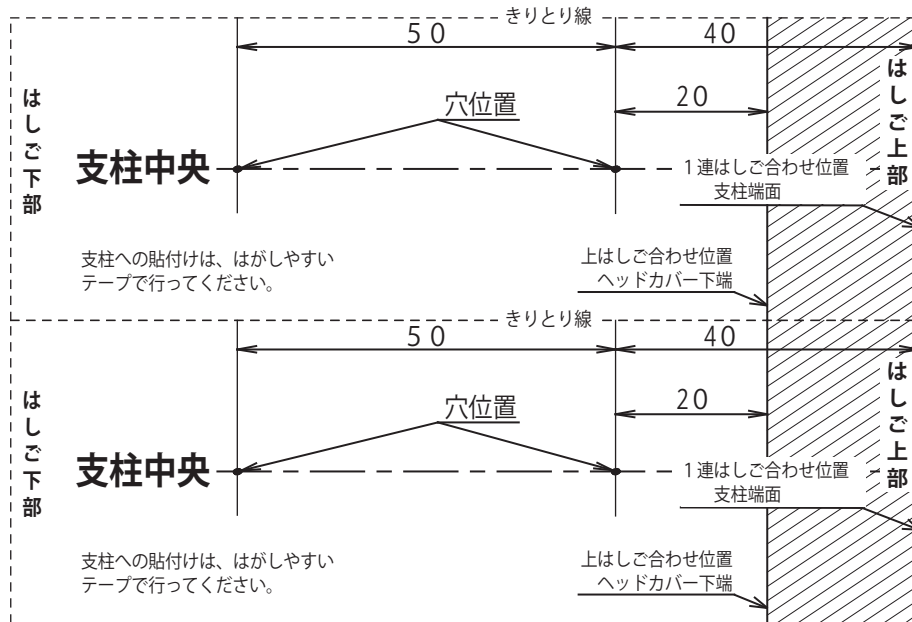 きりとり線
50
40
はしご下部
はしご上部
穴位置
20
支柱中央
1連はしご合わせ位置
支柱端面
支柱への貼付けは、はがしやすい
テープで行ってください。
上はしご合わせ位置
ヘッドカバー下端
きりとり線
50
40
はしご下部
はしご上部
穴位置
20
支柱中央
1連はしご合わせ位置
支柱端面
支柱への貼付けは、はがしやすい
テープで行ってください。
上はしご合わせ位置
ヘッドカバー下端